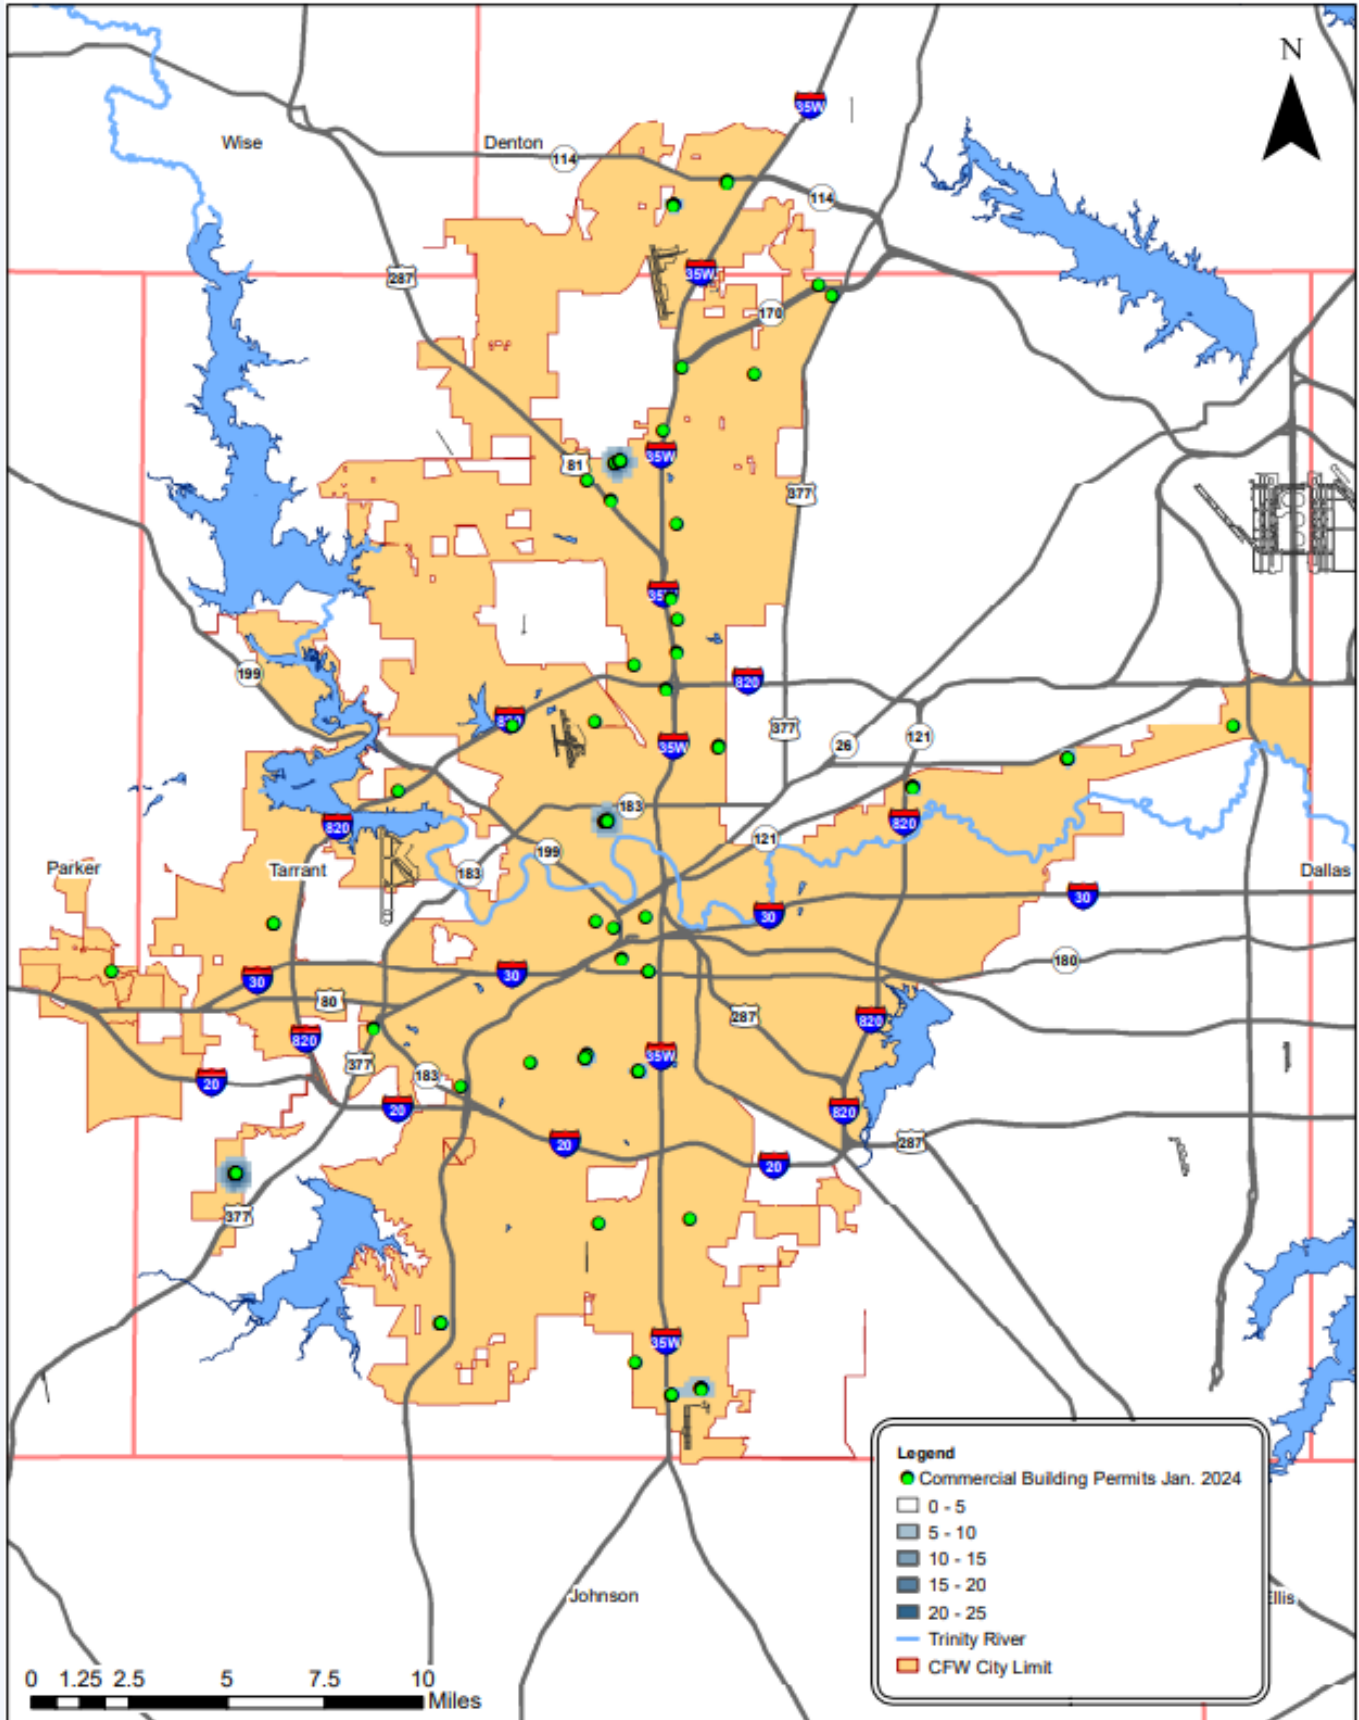 N
35W
Wise
Denton
114
114
287
35W
170
81
35W
377
35W
199
820
820
377
26
121
35W
183
820
820
121
199
Parker
Tarrant
183
Dallas
30
30
180
30
30
80
287
820
820
35W
377
183
20
20
820
287
20
20
377
35W
Legend
Commercial Building Permits Jan. 2024
0 - 5
5 - 10
10 - 15
15 - 20
20 - 25
Trinity River
CFW City Limit
Johnson
Ellis
0 1.25 2.5 5 7.5 10
Miles